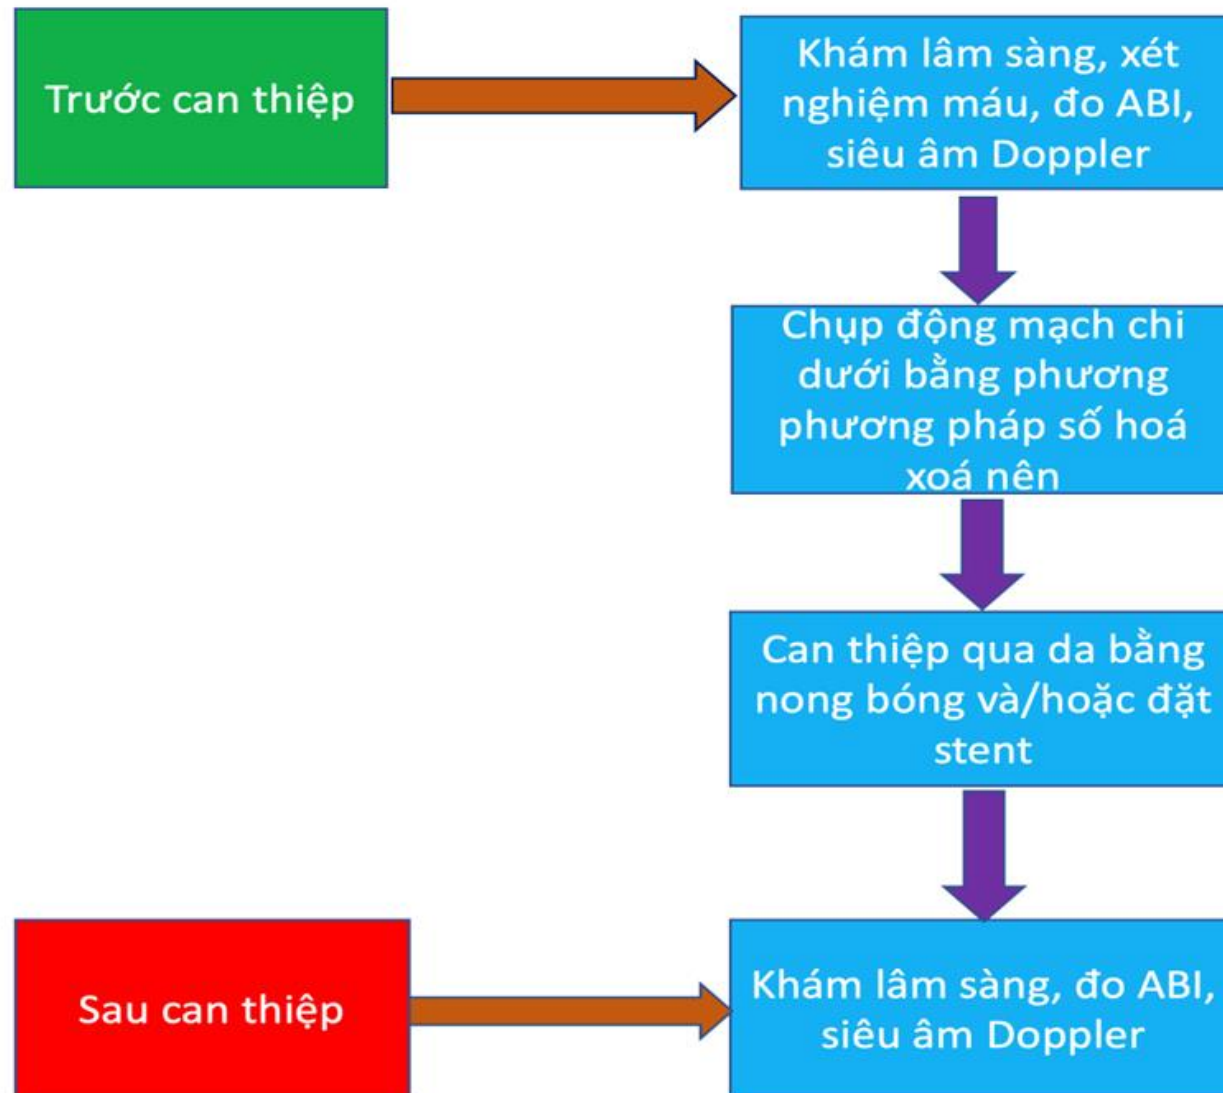 Trước can thiệp
Khám lâm sàng, xét
nghiệm máu, đo ABI,
siêu âm Doppler
Chụp động mạch chi
dưới bằng phương
phương pháp số hoá
xoá nên
Can thiệp qua da bằng
nong bóng và/hoặc đặt
stent
Sau can thiệp
Khám lâm sàng, đo ABI,
siêu âm Doppler